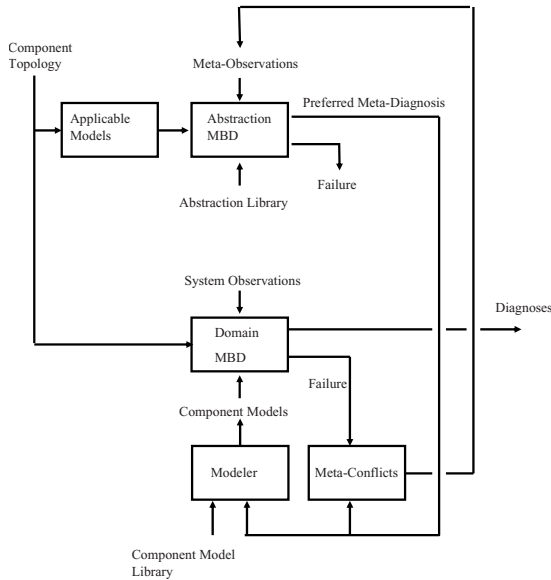 Component
Topology
Meta-Observations
Preferred Meta-Diagnosis
Applicable
Models
Abstraction
MBD
Failure
Abstraction Library
System Observations
Diagnoses
Domain
MBD
Failure
Component Models
Modeler
Meta-Conflicts
Component Model
Library